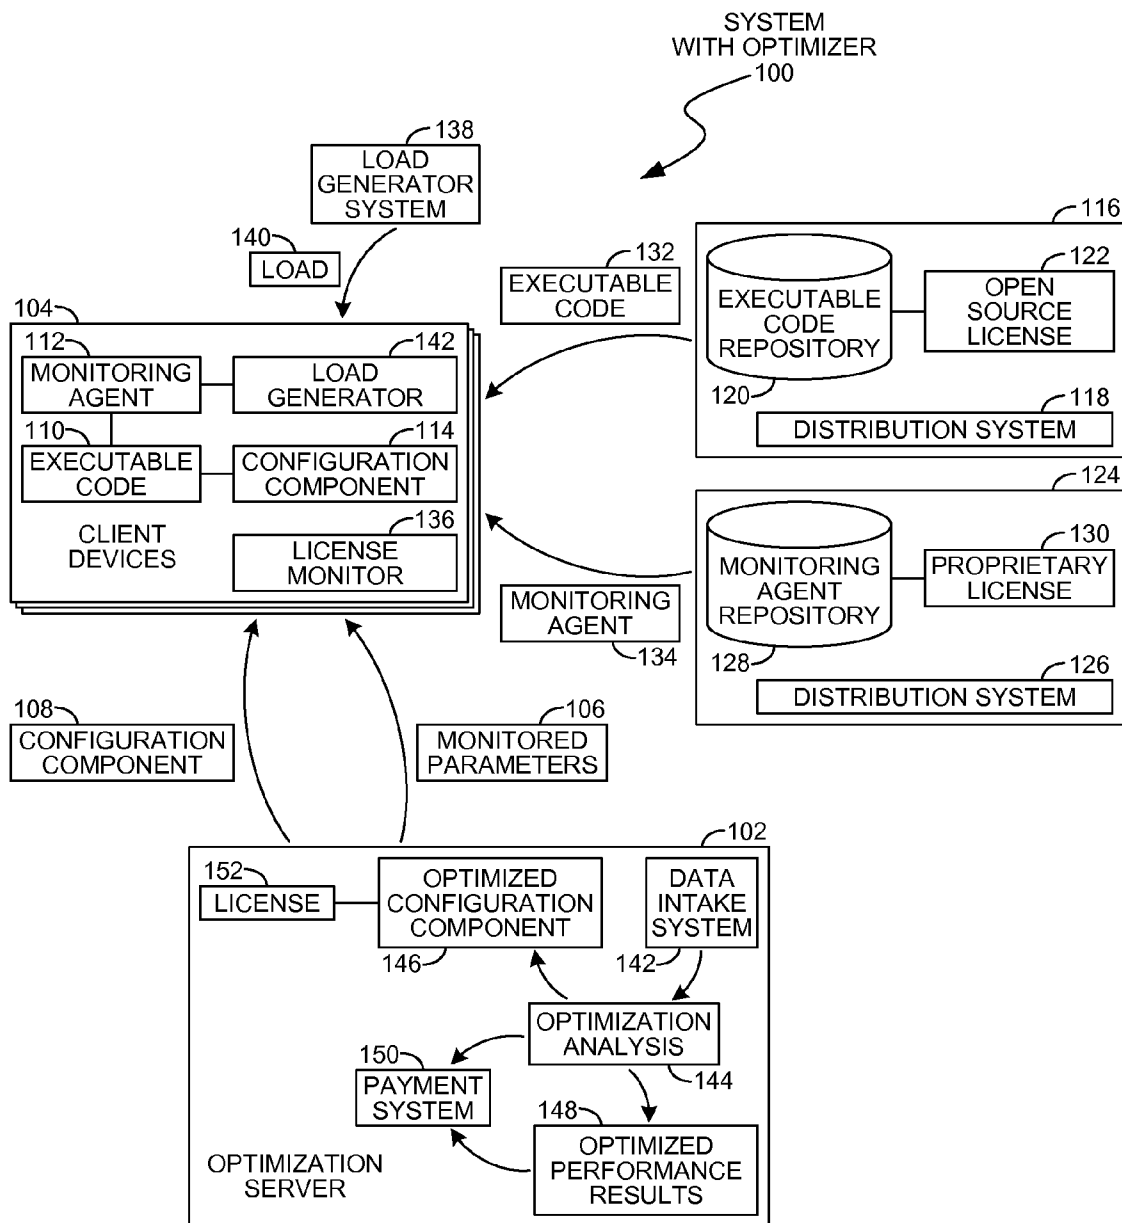 SYSTEM
WITH OPTIMIZER
100
138
LOAD
GENERATOR
SYSTEM
140
LOAD
132
EXECUTABLE
CODE
116
EXECUTABLE
CODE
REPOSITORY
120
122
OPEN
SOURCE
LICENSE
118
DISTRIBUTION SYSTEM
104
112
MONITORING
AGENT
142
LOAD
GENERATOR
110
EXECUTABLE
CODE
114
CONFIGURATION
COMPONENT
CLIENT
DEVICES
136
LICENSE
MONITOR
124
MONITORING
AGENT
REPOSITORY
128
130
PROPRIETARY
LICENSE
126
DISTRIBUTION SYSTEM
MONITORING
AGENT
134
108
CONFIGURATION
COMPONENT
106
MONITORED
PARAMETERS
102
152
LICENSE
OPTIMIZED
CONFIGURATION
COMPONENT
146
DATA
INTAKE
SYSTEM
142
OPTIMIZATION
ANALYSIS
144
150
PAYMENT
SYSTEM
148
OPTIMIZED
PERFORMANCE
RESULTS
OPTIMIZATION
SERVER